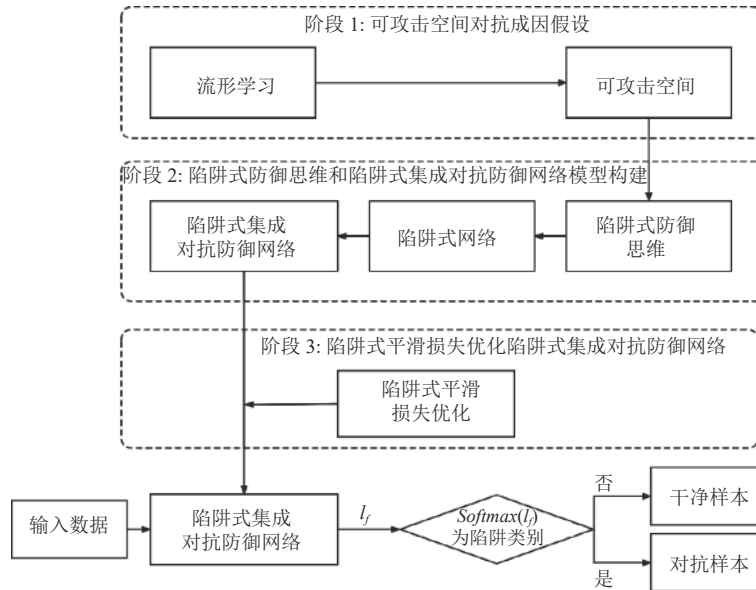 阶段 1: 可攻击空间对抗成因假设
流形学习
可攻击空间
阶段 2: 陷阱式防御思维和陷阱式集成对抗防御网络模型构建
陷阱式集成
对抗防御网络
陷阱式网络
陷阱式防御
思维
阶段 3: 陷阱式平滑损失优化陷阱式集成对抗防御网络
陷阱式平滑
损失优化
输入数据
陷阱式集成
对抗防御网络
l_f
Softmax(l_f)
为陷阱类别
否
干净样本
是
对抗样本